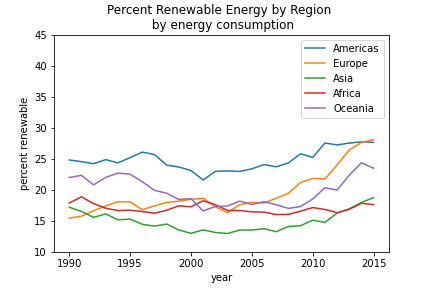 Percent Renewable Energy by Region
by energy consumption
45
40
35
30
25
20
15
10
percent renewable
Americas
Europe
Asia
Africa
Oceania
1990
1995
2000
2005
2010
2015
year